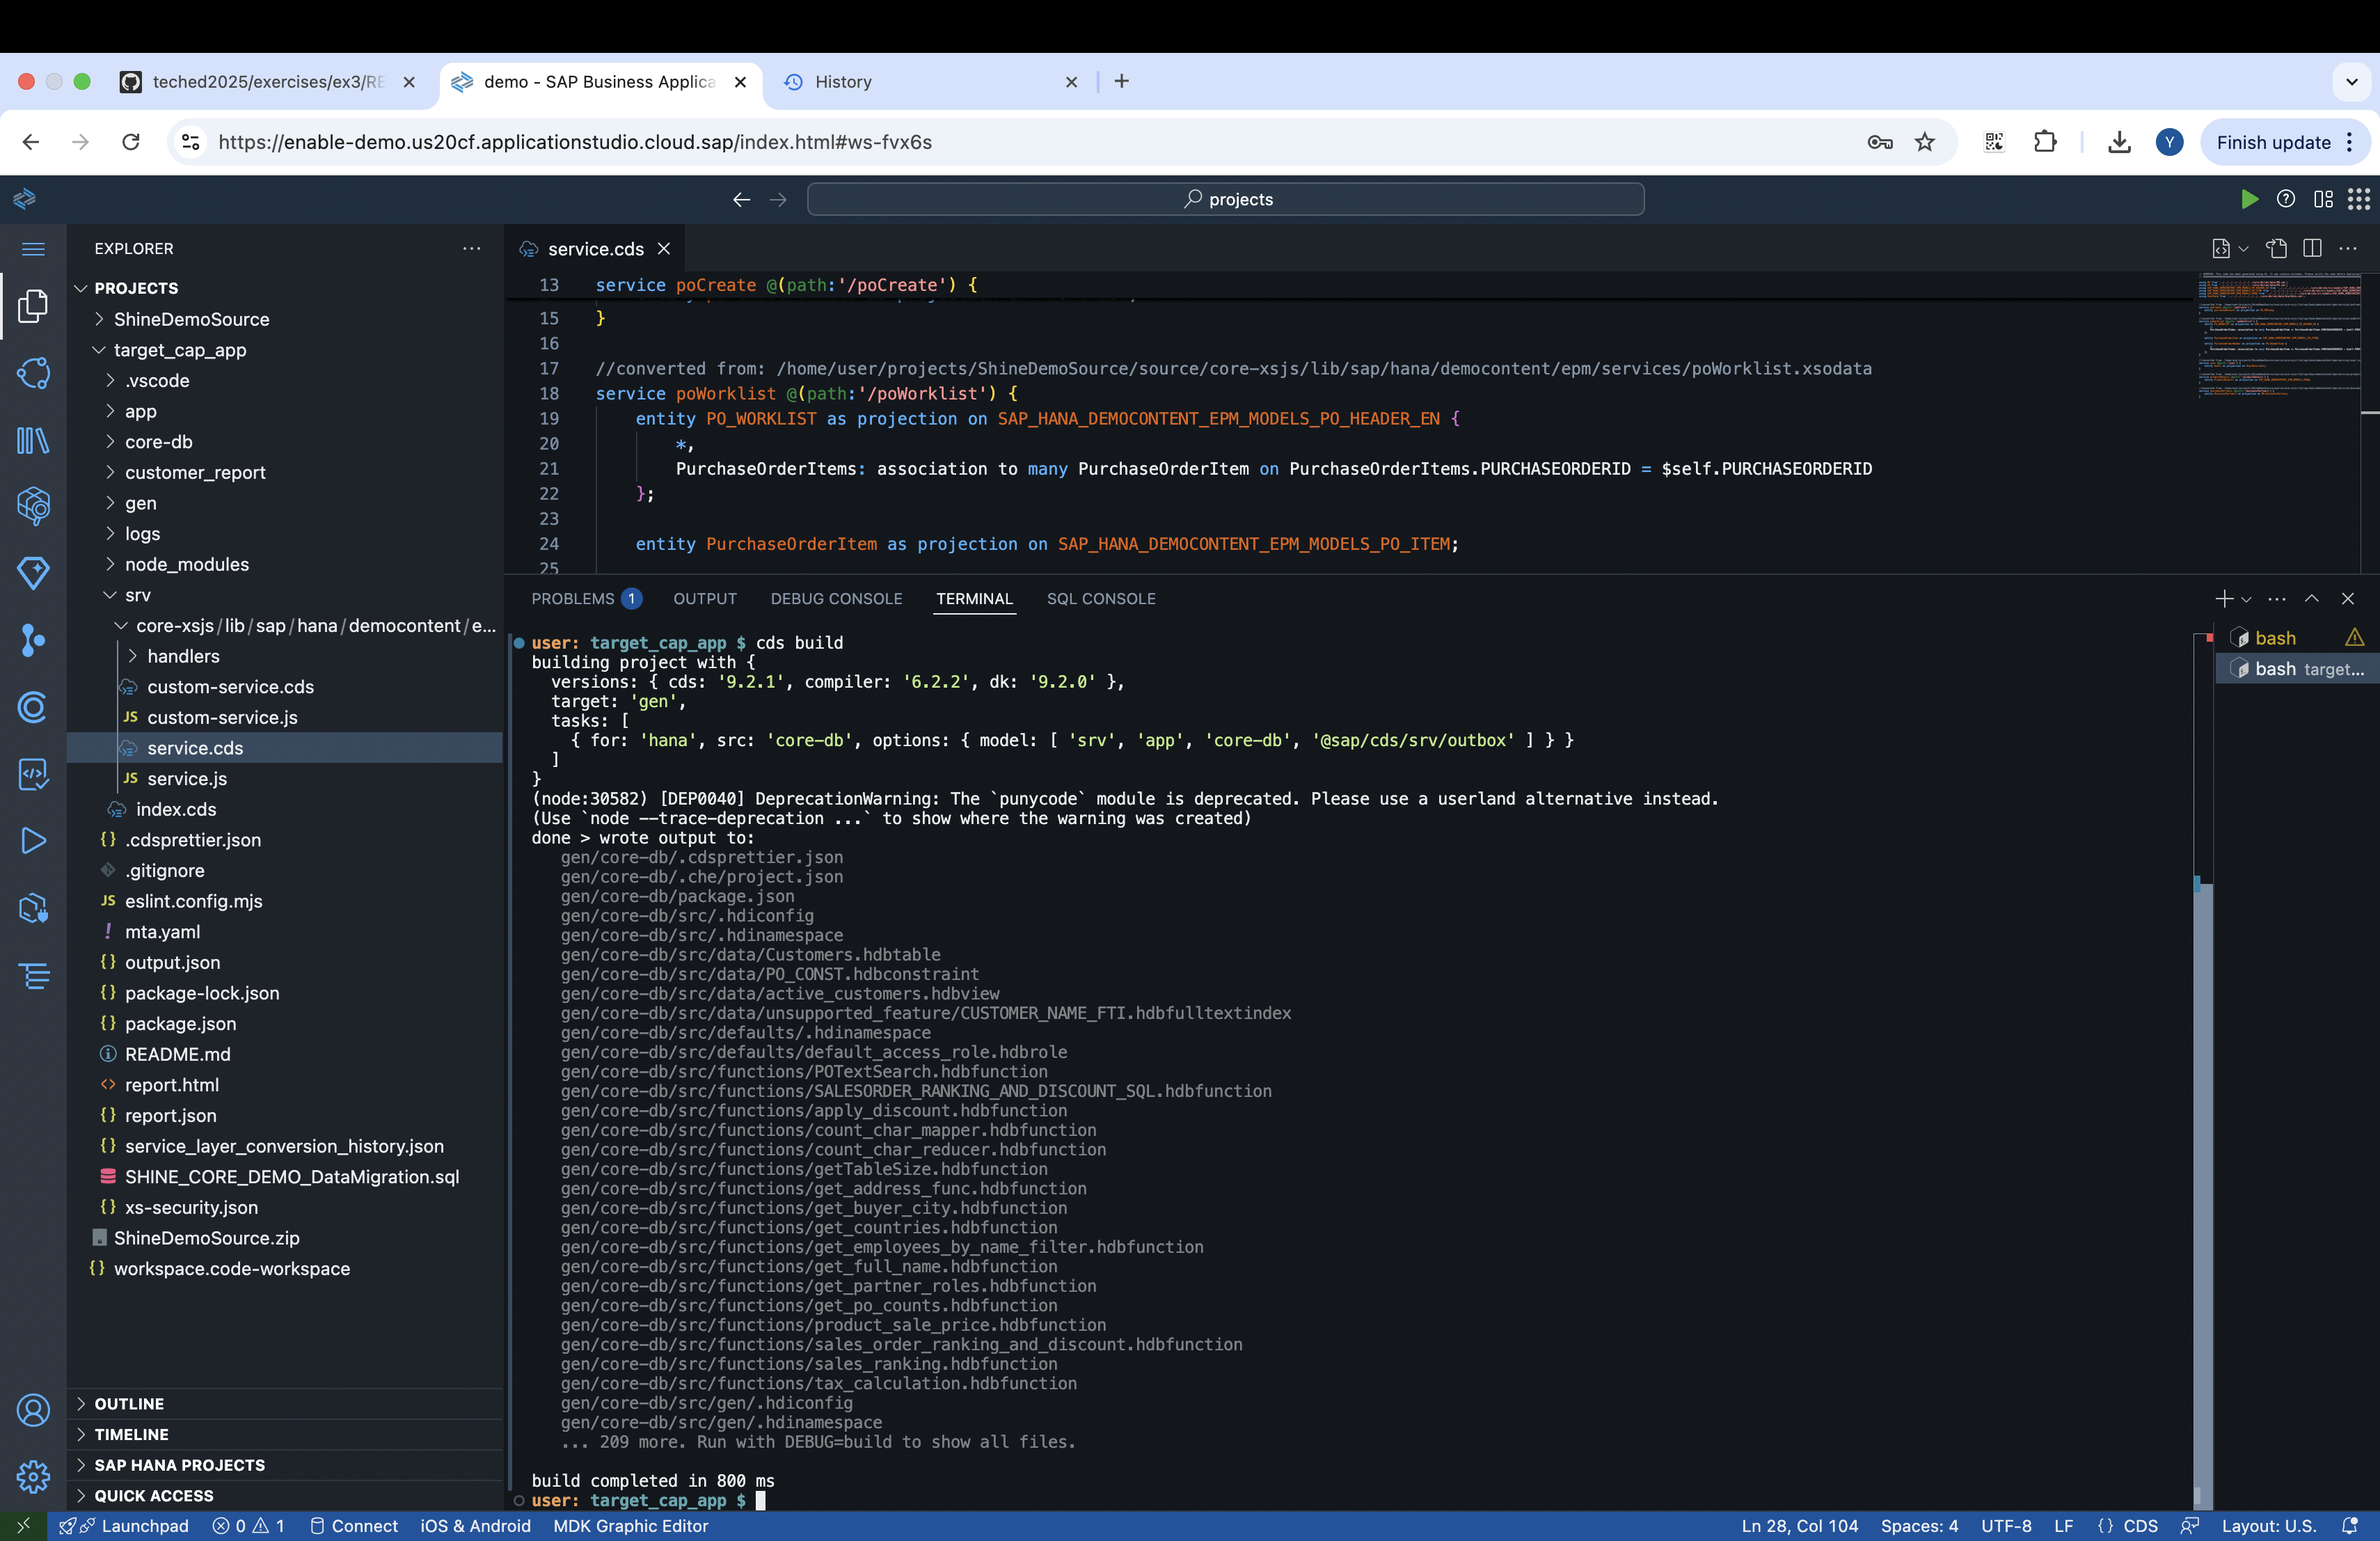 teched2025/exercises/ex3/RE
demo - SAP Business Applica
History
https://enable-demo.us20cf.applicationstudio.cloud.sap/index.html#ws-fvx6s
Y
Finish update
projects
EXPLORER
PROJECTS
ShineDemoSource
target_cap_app
.vscode
app
core-db
customer_report
gen
logs
node_modules
srv
core-xsjs/lib/sap/hana/democontent/e...
handlers
custom-service.cds
JS custom-service.js
service.cds
JS service.js
index.cds
{} .cdsprettier.json
.gitignore
JS eslint.config.mjs
! mta.yaml
{} output.json
{} package-lock.json
{} package.json
README.md
<> report.html
{} report.json
{} service_layer_conversion_history.json
SHINE_CORE_DEMO_DataMigration.sql
{} xs-security.json
ShineDemoSource.zip
{} workspace.code-workspace
OUTLINE
TIMELINE
SAP HANA PROJECTS
QUICK ACCESS
service.cds
13 service poCreate @(path:'/poCreate') {
15 }
16
17 //converted from: /home/user/projects/ShineDemoSource/source/core-xsjs/lib/sap/hana/democontent/epm/services/poWorklist.xsodata
18 service poWorklist @(path:'/poWorklist') {
19 entity PO_WORKLIST as projection on SAP_HANA_DEMOCONTENT_EPM_MODELS_PO_HEADER_EN {
20 *,
21 PurchaseOrderItems: association to many PurchaseOrderItem on PurchaseOrderItems.PURCHASEORDERID = $self.PURCHASEORDERID
22 };
23
24 entity PurchaseOrderItem as projection on SAP_HANA_DEMOCONTENT_EPM_MODELS_PO_ITEM;
25
PROBLEMS 1 OUTPUT DEBUG CONSOLE TERMINAL SQL CONSOLE
bash
bash target...
user: target_cap_app $ cds build
building project with {
versions: { cds: '9.2.1', compiler: '6.2.2', dk: '9.2.0' },
target: 'gen',
tasks: [
{ for: 'hana', src: 'core-db', options: { model: [ 'srv', 'app', 'core-db', '@sap/cds/srv/outbox' ] } }
]
}
(node:30582) [DEP0040] DeprecationWarning: The `punycode` module is deprecated. Please use a userland alternative instead.
(Use `node --trace-deprecation ...` to show where the warning was created)
done > wrote output to:
gen/core-db/.cdsprettier.json
gen/core-db/.che/project.json
gen/core-db/package.json
gen/core-db/src/.hdiconfig
gen/core-db/src/.hdinamespace
gen/core-db/src/data/Customers.hdbtable
gen/core-db/src/data/PO_CONST.hdbconstraint
gen/core-db/src/data/active_customers.hdbview
gen/core-db/src/data/unsupported_feature/CUSTOMER_NAME_FTI.hdbfulltextindex
gen/core-db/src/defaults/.hdinamespace
gen/core-db/src/defaults/default_access_role.hdbrole
gen/core-db/src/functions/POTextSearch.hdbfunction
gen/core-db/src/functions/SALESORDER_RANKING_AND_DISCOUNT_SQL.hdbfunction
gen/core-db/src/functions/apply_discount.hdbfunction
gen/core-db/src/functions/count_char_mapper.hdbfunction
gen/core-db/src/functions/count_char_reducer.hdbfunction
gen/core-db/src/functions/getTableSize.hdbfunction
gen/core-db/src/functions/get_address_func.hdbfunction
gen/core-db/src/functions/get_buyer_city.hdbfunction
gen/core-db/src/functions/get_countries.hdbfunction
gen/core-db/src/functions/get_employees_by_name_filter.hdbfunction
gen/core-db/src/functions/get_full_name.hdbfunction
gen/core-db/src/functions/get_partner_roles.hdbfunction
gen/core-db/src/functions/get_po_counts.hdbfunction
gen/core-db/src/functions/product_sale_price.hdbfunction
gen/core-db/src/functions/sales_order_ranking_and_discount.hdbfunction
gen/core-db/src/functions/sales_ranking.hdbfunction
gen/core-db/src/functions/tax_calculation.hdbfunction
gen/core-db/src/gen/.hdiconfig
gen/core-db/src/gen/.hdinamespace
... 209 more. Run with DEBUG=build to show all files.
build completed in 800 ms
user: target_cap_app $
Launchpad 0 1 Connect iOS & Android MDK Graphic Editor
Ln 28, Col 104 Spaces: 4 UTF-8 LF {} CDS Layout: U.S.